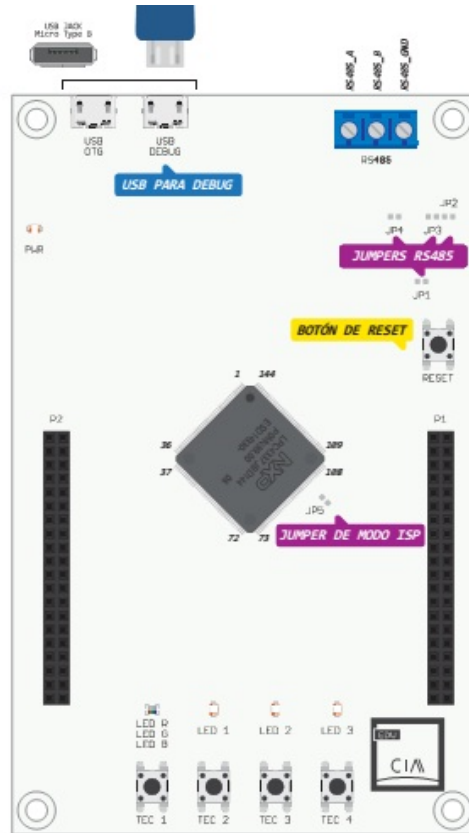 USB JACK
Micro Type B
RS485_A
RS485_B
RS485_GND
USB
OTG
USB
DEBUG
RS485
USB PARA DEBUG
JP2
JP4
JP3
PWR
JUMPERS RS485
JP1
BOTÓN DE RESET
RESET
1
144
P2
P1
36
109
37
108
NXP
JP5
72
73
JUMPER DE MODO ISP
LED R
LED G
LED B
LED 1
LED 2
LED 3
EDU
CIAA
TEC 1
TEC 2
TEC 3
TEC 4